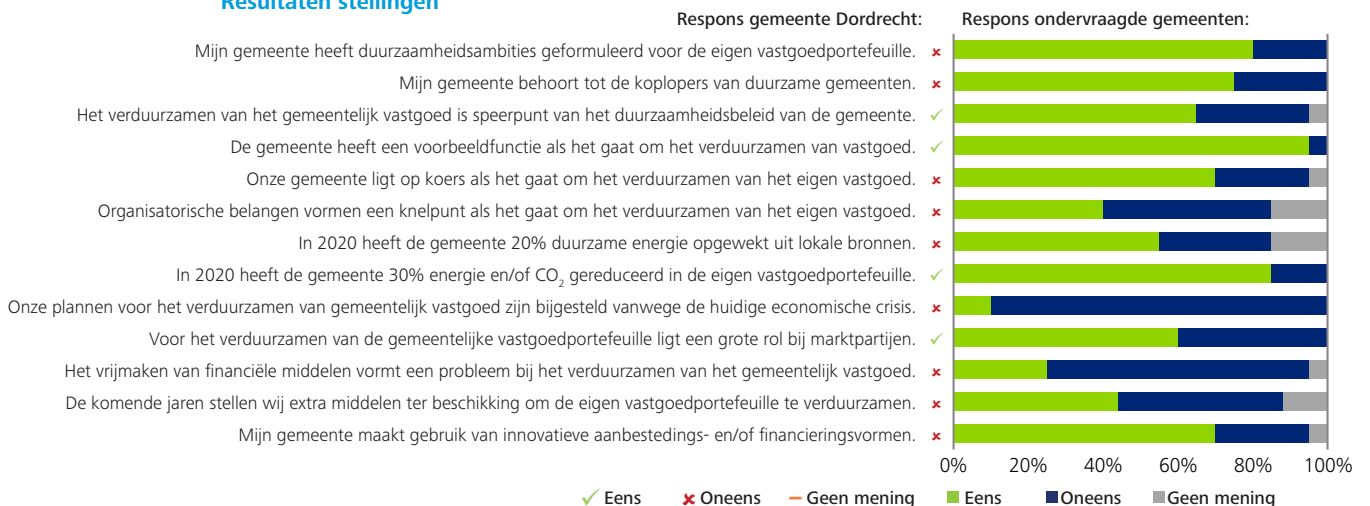 Resultaten stellingen
Respons gemeente Dordrecht: Respons ondervraagde gemeenten:
Mijn gemeente heeft duurzaamheidsambities geformuleerd voor de eigen vastgoedportefeuille. ×
Mijn gemeente behoort tot de koplopers van duurzame gemeenten. ×
Het verduurzamen van het gemeentelijk vastgoed is speerpunt van het duurzaamheidsbeleid van de gemeente. ✓
De gemeente heeft een voorbeeldfunctie als het gaat om het verduurzamen van vastgoed. ✓
Onze gemeente ligt op koers als het gaat om het verduurzamen van het eigen vastgoed. ×
Organisatorische belangen vormen een knelpunt als het gaat om het verduurzamen van het eigen vastgoed. ×
In 2020 heeft de gemeente 20% duurzame energie opgewekt uit lokale bronnen. ×
In 2020 heeft de gemeente 30% energie en/of CO₂ gereduceerd in de eigen vastgoedportefeuille. ✓
Onze plannen voor het verduurzamen van gemeentelijk vastgoed zijn bijgesteld vanwege de huidige economische crisis. ×
Voor het verduurzamen van de gemeentelijke vastgoedportefeuille ligt een grote rol bij marktpartijen. ✓
Het vrijmaken van financiële middelen vormt een probleem bij het verduurzamen van het gemeentelijk vastgoed. ×
De komende jaren stellen wij extra middelen ter beschikking om de eigen vastgoedportefeuille te verduurzamen. ×
Mijn gemeente maakt gebruik van innovatieve aanbestedings- en/of financieringsvormen. ×
0% 20% 40% 60% 80% 100%
✓ Eens × Oneens – Geen mening Eens Oneens Geen mening